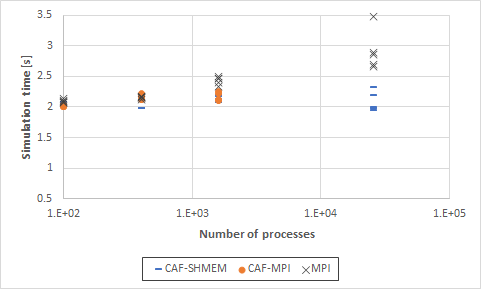 3.5
3
2.5
2
1.5
1
0.5
Simulation time [s]
1.E+02 1.E+03 1.E+04 1.E+05
Number of processes
CAF-SHMEM CAF-MPI MPI